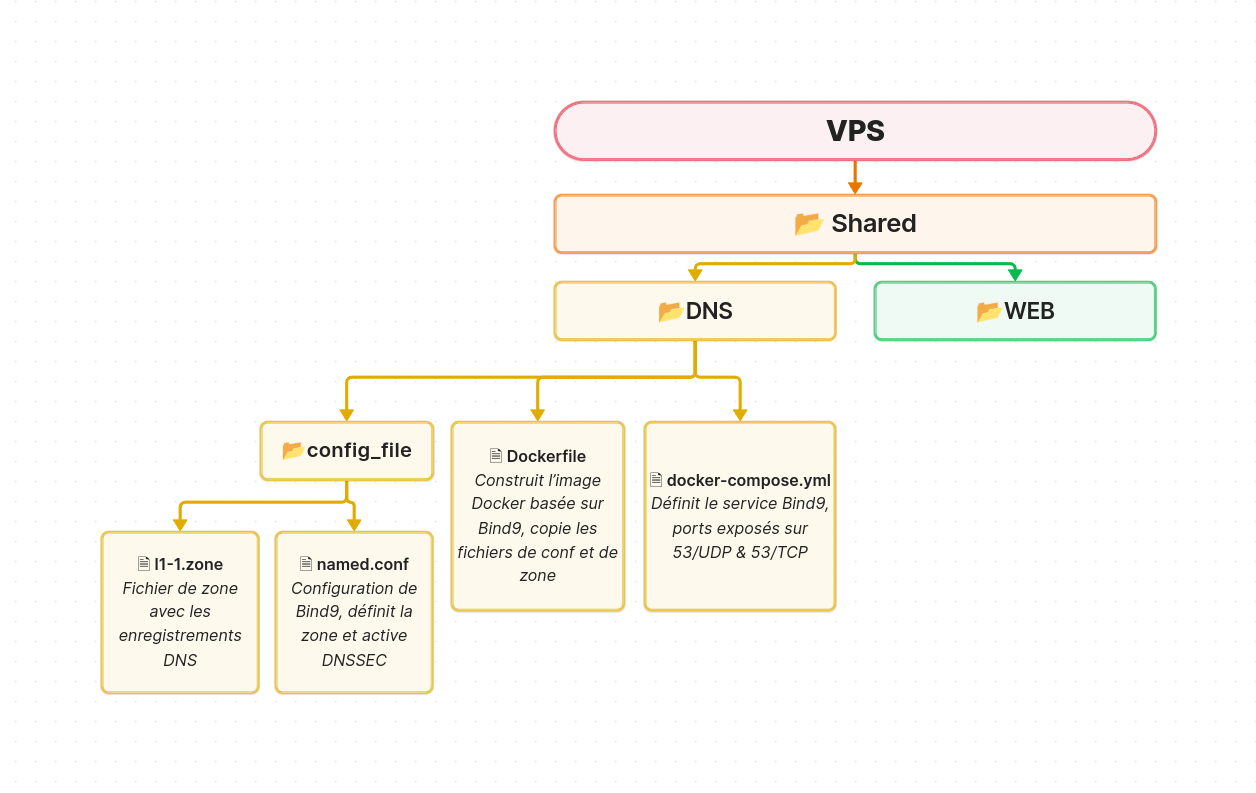 VPS
📂 Shared
📂DNS
📂WEB
📂config_file
🗎 Dockerfile
Construit l’image
Docker basée sur
Bind9, copie les
fichiers de conf et de
zone
🗎 docker-compose.yml
Définit le service Bind9,
ports exposés sur
53/UDP & 53/TCP
🗎 l1-1.zone
Fichier de zone
avec les
enregistrements
DNS
🗎 named.conf
Configuration de
Bind9, définit la
zone et active
DNSSEC